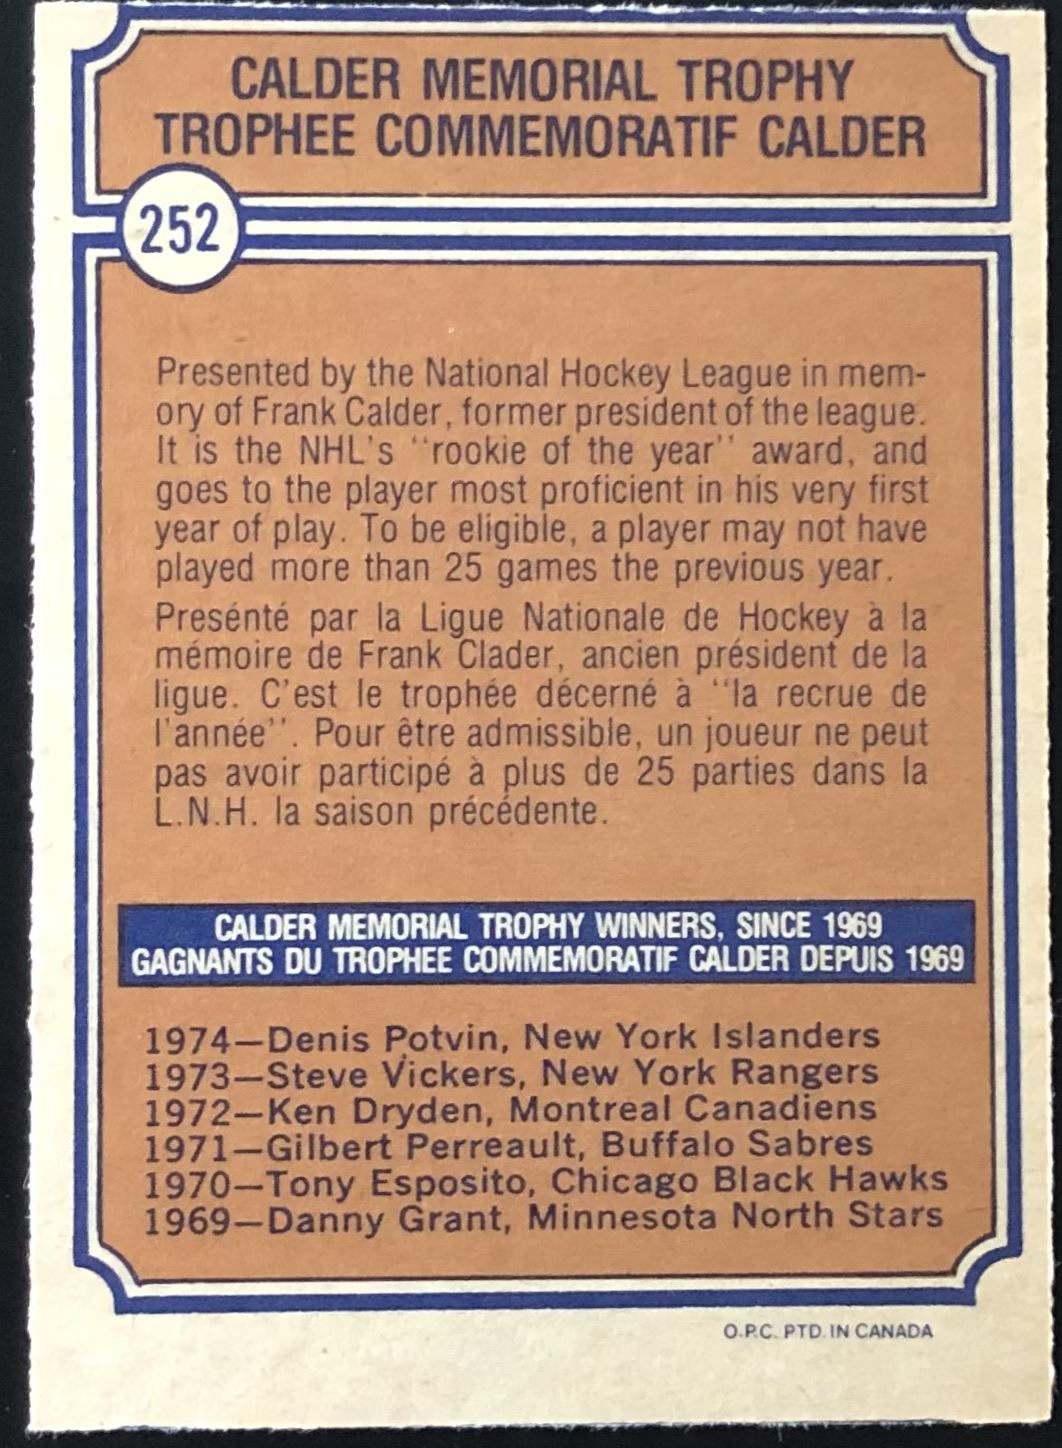 CALDER MEMORIAL TROPHY
TROPHEE COMMEMORATIF CALDER
252
Presented by the National Hockey League in mem-
ory of Frank Calder, former president of the league.
It is the NHL's ''rookie of the year'' award, and
goes to the player most proficient in his very first
year of play. To be eligible, a player may not have
played more than 25 games the previous year.
Presénté par la Ligue Nationale de Hockey à la
mémoire de Frank Clader, ancien président de la
ligue. C'est le trophée décerné à ''la recrue de
l'année''. Pour être admissible, un joueur ne peut
pas avoir participé à plus de 25 parties dans la
L.N.H. la saison précédente.
CALDER MEMORIAL TROPHY WINNERS, SINCE 1969
GAGNANTS DU TROPHEE COMMEMORATIF CALDER DEPUIS 1969
1974—Denis Potvin, New York Islanders
1973—Steve Vickers, New York Rangers
1972—Ken Dryden, Montreal Canadiens
1971—Gilbert Perreault, Buffalo Sabres
1970—Tony Esposito, Chicago Black Hawks
1969—Danny Grant, Minnesota North Stars
O.P.C. PTD. IN CANADA